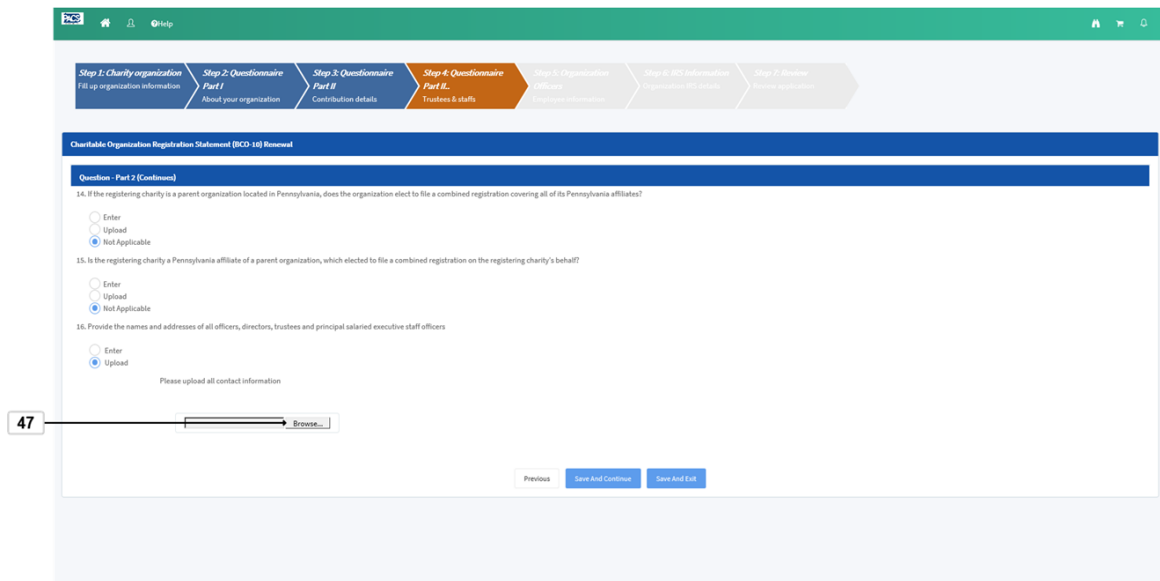 PACS
Help
Step 1: Charity organization
Fill up organization information
Step 2: Questionnaire
Part I
About your organization
Step 3: Questionnaire
Part II
Contribution details
Step 4: Questionnaire
Part II..
Trustees & staffs
Step 5: Organization
Officers
Employee information
Step 6: IRS Information
Organization IRS details
Step 7: Review
Review application
Charitable Organization Registration Statement (BCO-10) Renewal
Question - Part 2 (Continues)
14. If the registering charity is a parent organization located in Pennsylvania, does the organization elect to file a combined registration covering all of its Pennsylvania affiliates?
Enter
Upload
Not Applicable
15. Is the registering charity a Pennsylvania affiliate of a parent organization, which elected to file a combined registration on the registering charity's behalf?
Enter
Upload
Not Applicable
16. Provide the names and addresses of all officers, directors, trustees and principal salaried executive staff officers
Enter
Upload
Please upload all contact information
47
Browse...
Previous
Save And Continue
Save And Exit